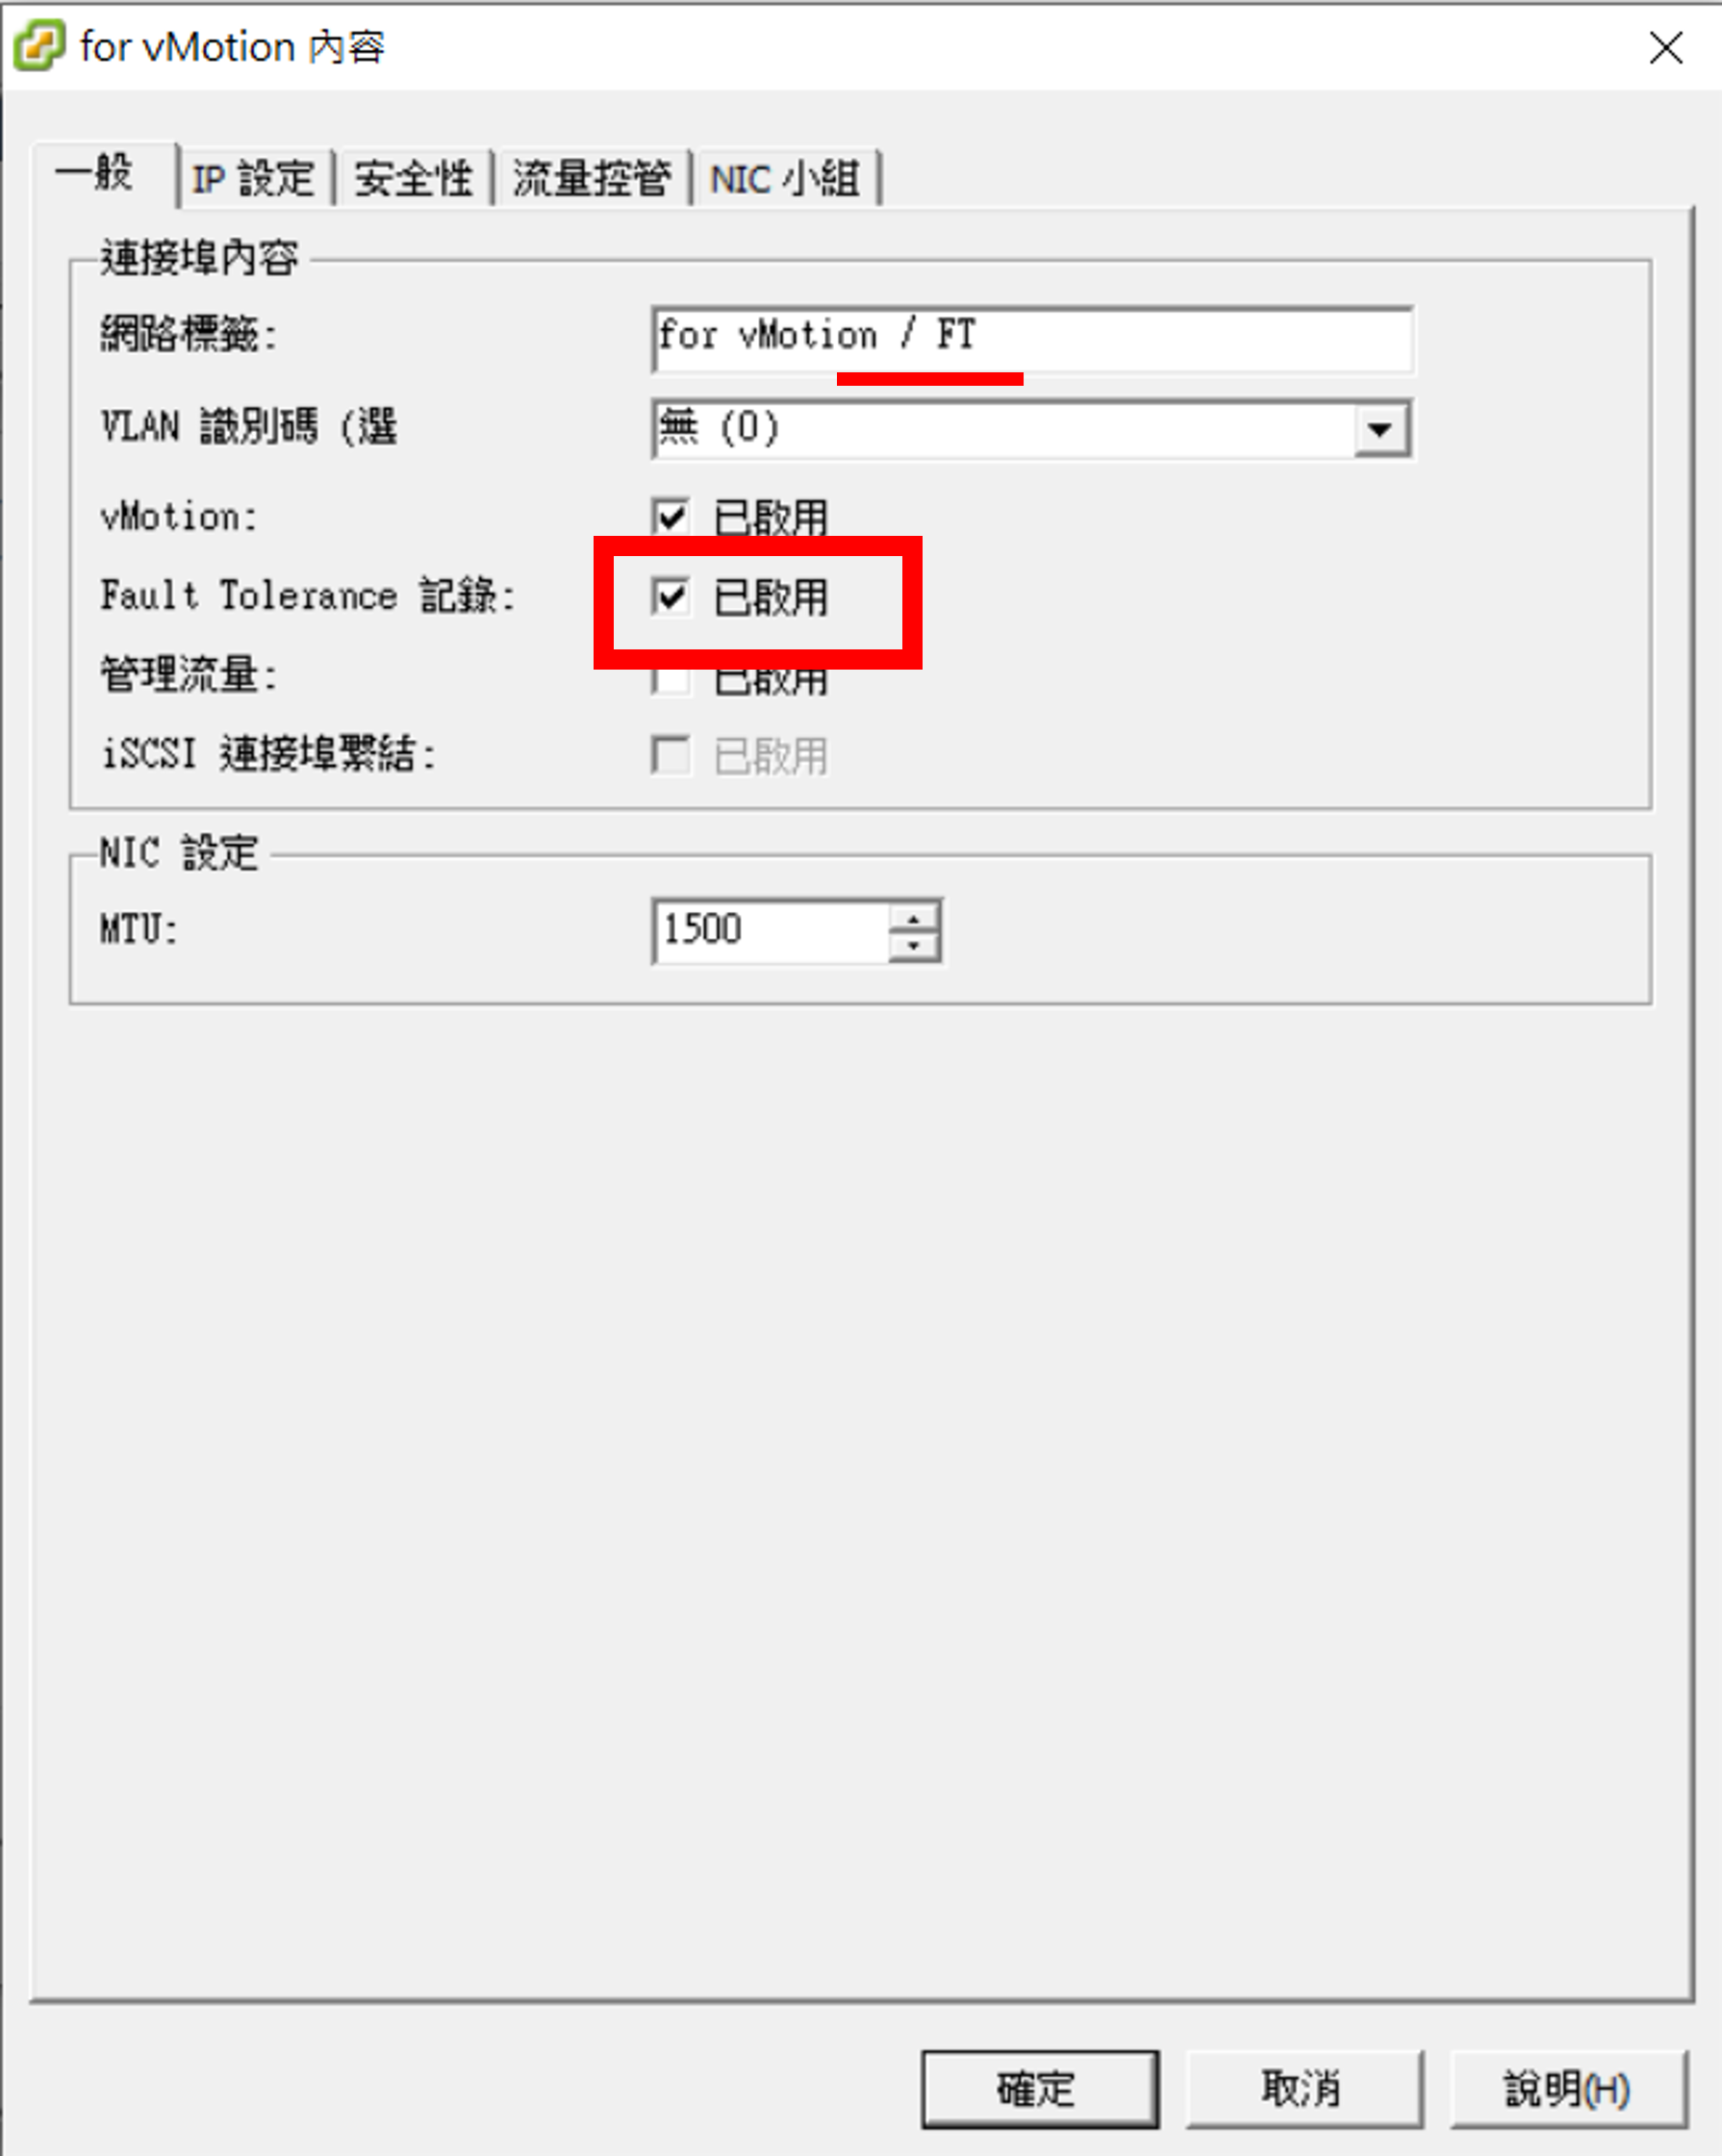 for vMotion 內容
一般 IP 設定 安全性 流量控管 NIC 小組
連接埠內容
網路標籤: for vMotion / FT
VLAN 識別碼 (選 無 (0)
vMotion: 已啟用
Fault Tolerance 記錄: 已啟用
管理流量: 已啟用
iSCSI 連接埠繫結: 已啟用
NIC 設定
MTU: 1500
確定 取消 說明(H)